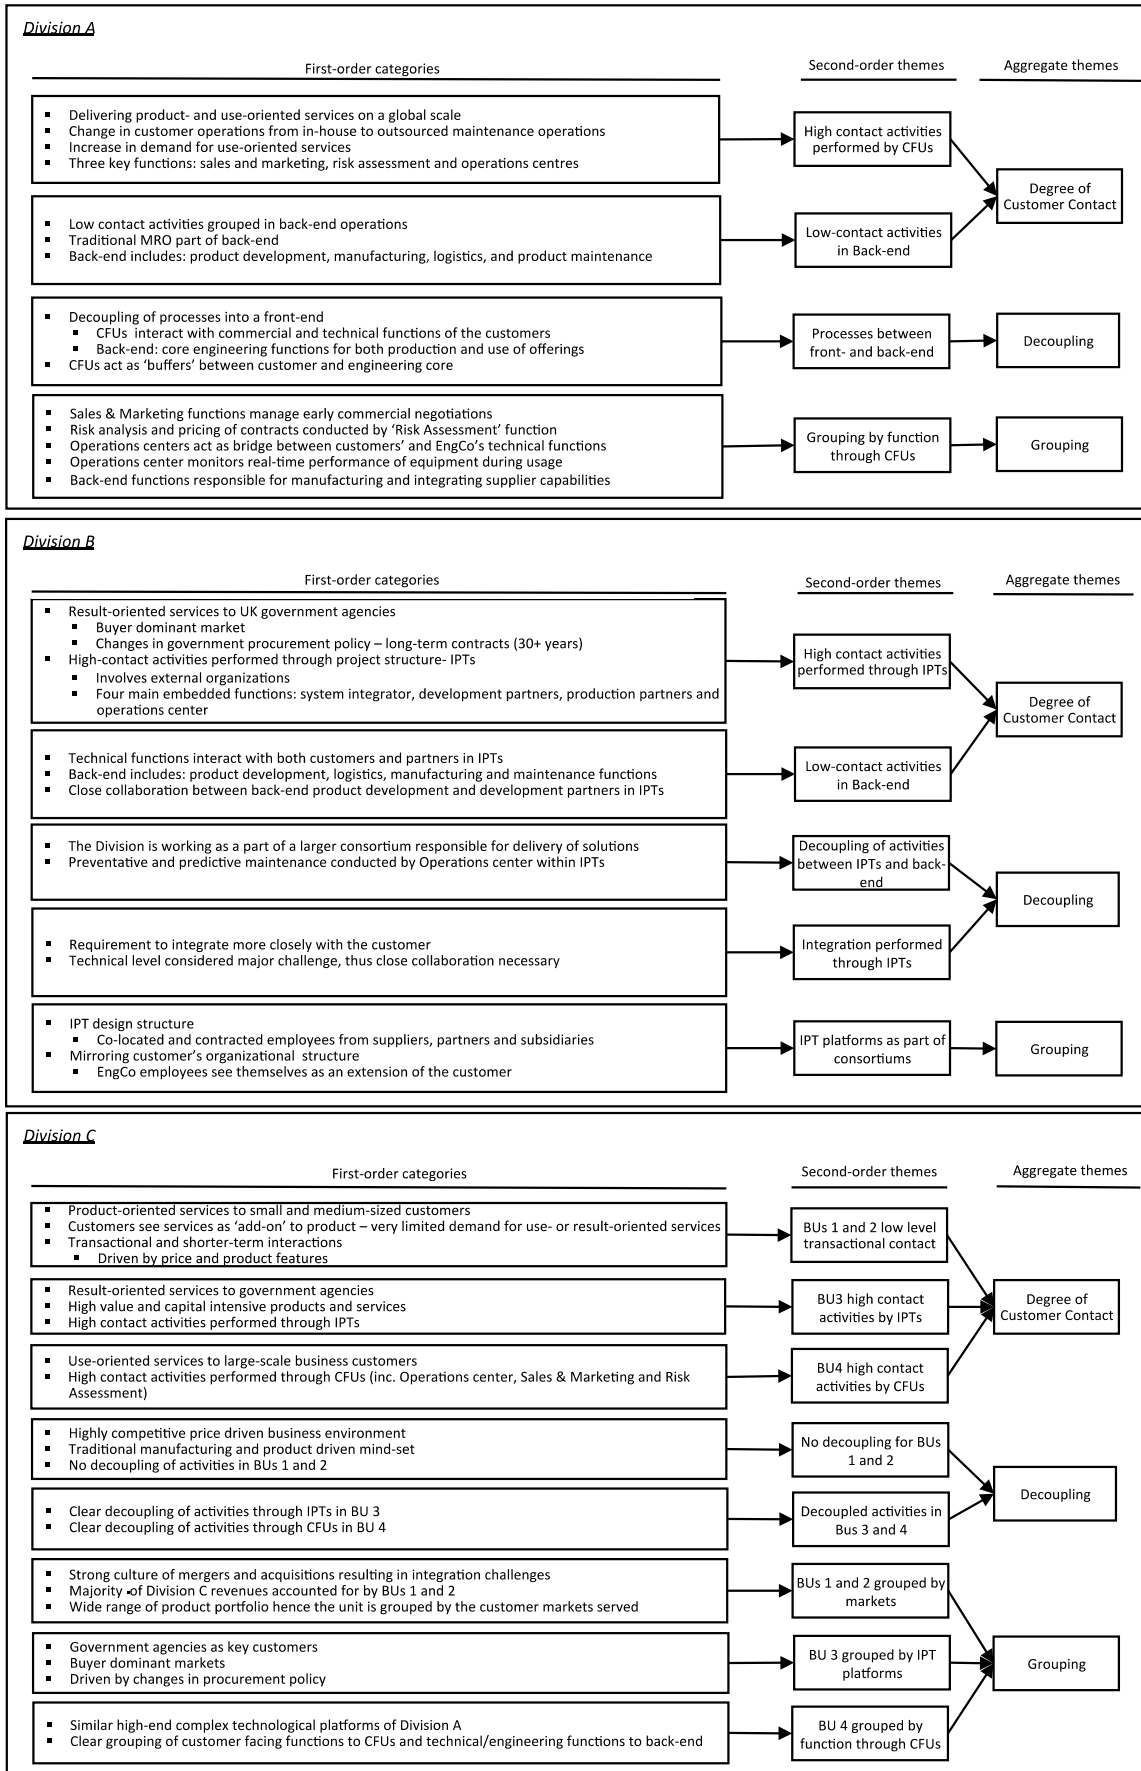 Division A
First-order categories
Second-order themes
Aggregate themes
▪ Delivering product- and use-oriented services on a global scale
▪ Change in customer operations from in-house to outsourced maintenance operations
▪ Increase in demand for use-oriented services
▪ Three key functions: sales and marketing, risk assessment and operations centres
High contact activities
performed by CFUs
▪ Low contact activities grouped in back-end operations
▪ Traditional MRO part of back-end
▪ Back-end includes: product development, manufacturing, logistics, and product maintenance
Low-contact activities
in Back-end
Degree of
Customer Contact
▪ Decoupling of processes into a front-end
▪ CFUs interact with commercial and technical functions of the customers
▪ Back-end: core engineering functions for both production and use of offerings
▪ CFUs act as ‘buffers’ between customer and engineering core
Processes between
front- and back-end
Decoupling
▪ Sales & Marketing functions manage early commercial negotiations
▪ Risk analysis and pricing of contracts conducted by ‘Risk Assessment’ function
▪ Operations centers act as bridge between customers’ and EngCo’s technical functions
▪ Operations center monitors real-time performance of equipment during usage
▪ Back-end functions responsible for manufacturing and integrating supplier capabilities
Grouping by function
through CFUs
Grouping
Division B
First-order categories
Second-order themes
Aggregate themes
▪ Result-oriented services to UK government agencies
▪ Buyer dominant market
▪ Changes in government procurement policy – long-term contracts (30+ years)
▪ High-contact activities performed through project structure- IPTs
▪ Involves external organizations
▪ Four main embedded functions: system integrator, development partners, production partners and
operations center
High contact activities
performed through IPTs
▪ Technical functions interact with both customers and partners in IPTs
▪ Back-end includes: product development, logistics, manufacturing and maintenance functions
▪ Close collaboration between back-end product development and development partners in IPTs
Low-contact activities
in Back-end
Degree of
Customer Contact
▪ The Division is working as a part of a larger consortium responsible for delivery of solutions
▪ Preventative and predictive maintenance conducted by Operations center within IPTs
Decoupling of activities
between IPTs and back-
end
▪ Requirement to integrate more closely with the customer
▪ Technical level considered major challenge, thus close collaboration necessary
Integration performed
through IPTs
Decoupling
▪ IPT design structure
▪ Co-located and contracted employees from suppliers, partners and subsidiaries
▪ Mirroring customer’s organizational structure
▪ EngCo employees see themselves as an extension of the customer
IPT platforms as part of
consortiums
Grouping
Division C
First-order categories
Second-order themes
Aggregate themes
▪ Product-oriented services to small and medium-sized customers
▪ Customers see services as ‘add-on’ to product – very limited demand for use- or result-oriented services
▪ Transactional and shorter-term interactions
▪ Driven by price and product features
BUs 1 and 2 low level
transactional contact
▪ Result-oriented services to government agencies
▪ High value and capital intensive products and services
▪ High contact activities performed through IPTs
BU3 high contact
activities by IPTs
Degree of
Customer Contact
▪ Use-oriented services to large-scale business customers
▪ High contact activities performed through CFUs (inc. Operations center, Sales & Marketing and Risk
Assessment)
BU4 high contact
activities by CFUs
▪ Highly competitive price driven business environment
▪ Traditional manufacturing and product driven mind-set
▪ No decoupling of activities in BUs 1 and 2
No decoupling for BUs
1 and 2
▪ Clear decoupling of activities through IPTs in BU 3
▪ Clear decoupling of activities through CFUs in BU 4
Decoupled activities in
Bus 3 and 4
Decoupling
▪ Strong culture of mergers and acquisitions resulting in integration challenges
▪ Majority of Division C revenues accounted for by BUs 1 and 2
▪ Wide range of product portfolio hence the unit is grouped by the customer markets served
BUs 1 and 2 grouped by
markets
▪ Government agencies as key customers
▪ Buyer dominant markets
▪ Driven by changes in procurement policy
BU 3 grouped by IPT
platforms
Grouping
▪ Similar high-end complex technological platforms of Division A
▪ Clear grouping of customer facing functions to CFUs and technical/engineering functions to back-end
BU 4 grouped by
function through CFUs